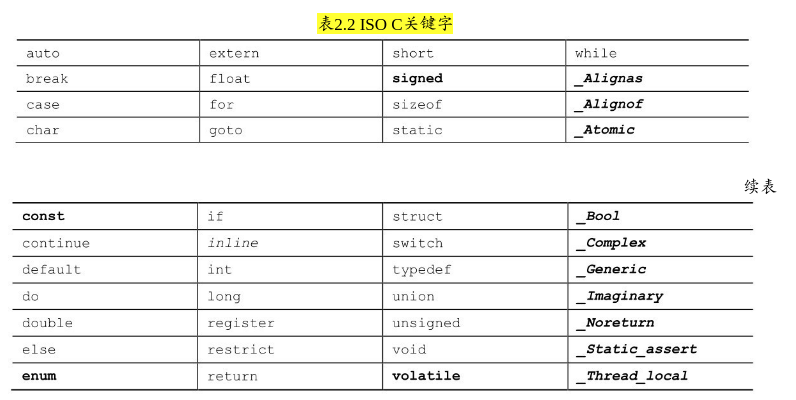 表2.2 ISO C关键字
auto extern short while
break float signed _Alignas
case for sizeof _Alignof
char goto static _Atomic
续表
const if struct _Bool
continue inline switch _Complex
default int typedef _Generic
do long union _Imaginary
double register unsigned _Noreturn
else restrict void _Static_assert
enum return volatile _Thread_local